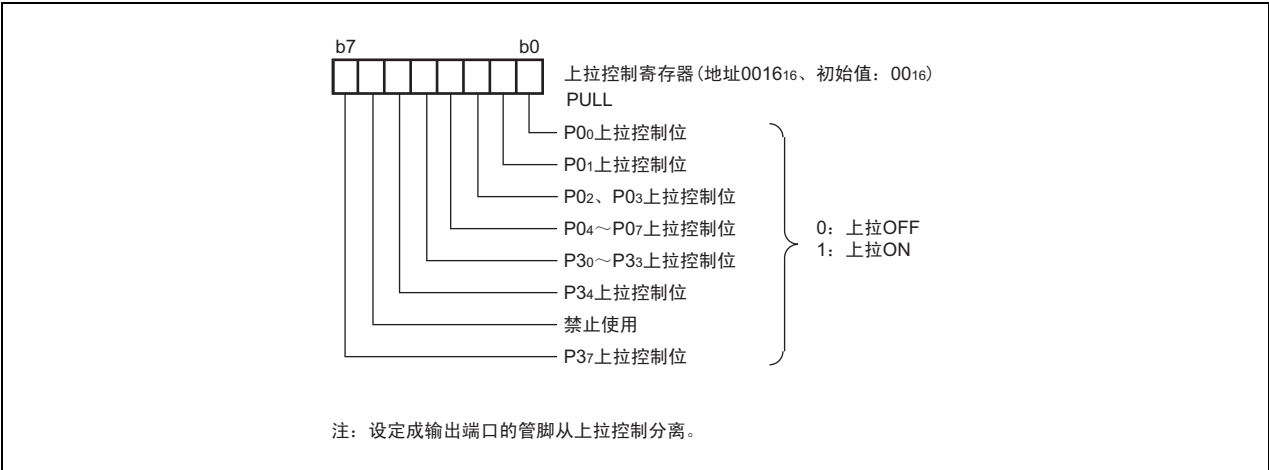 b7 b0
上拉控制寄存器(地址0016₁₆、初始值：00₁₆)
PULL
P0₀上拉控制位
P0₁上拉控制位
P0₂、P0₃上拉控制位
P0₄～P0₇上拉控制位
P3₀～P3₃上拉控制位
P3₄上拉控制位
禁止使用
P3₇上拉控制位
0：上拉OFF
1：上拉ON
注：设定成输出端口的管脚从上拉控制分离。